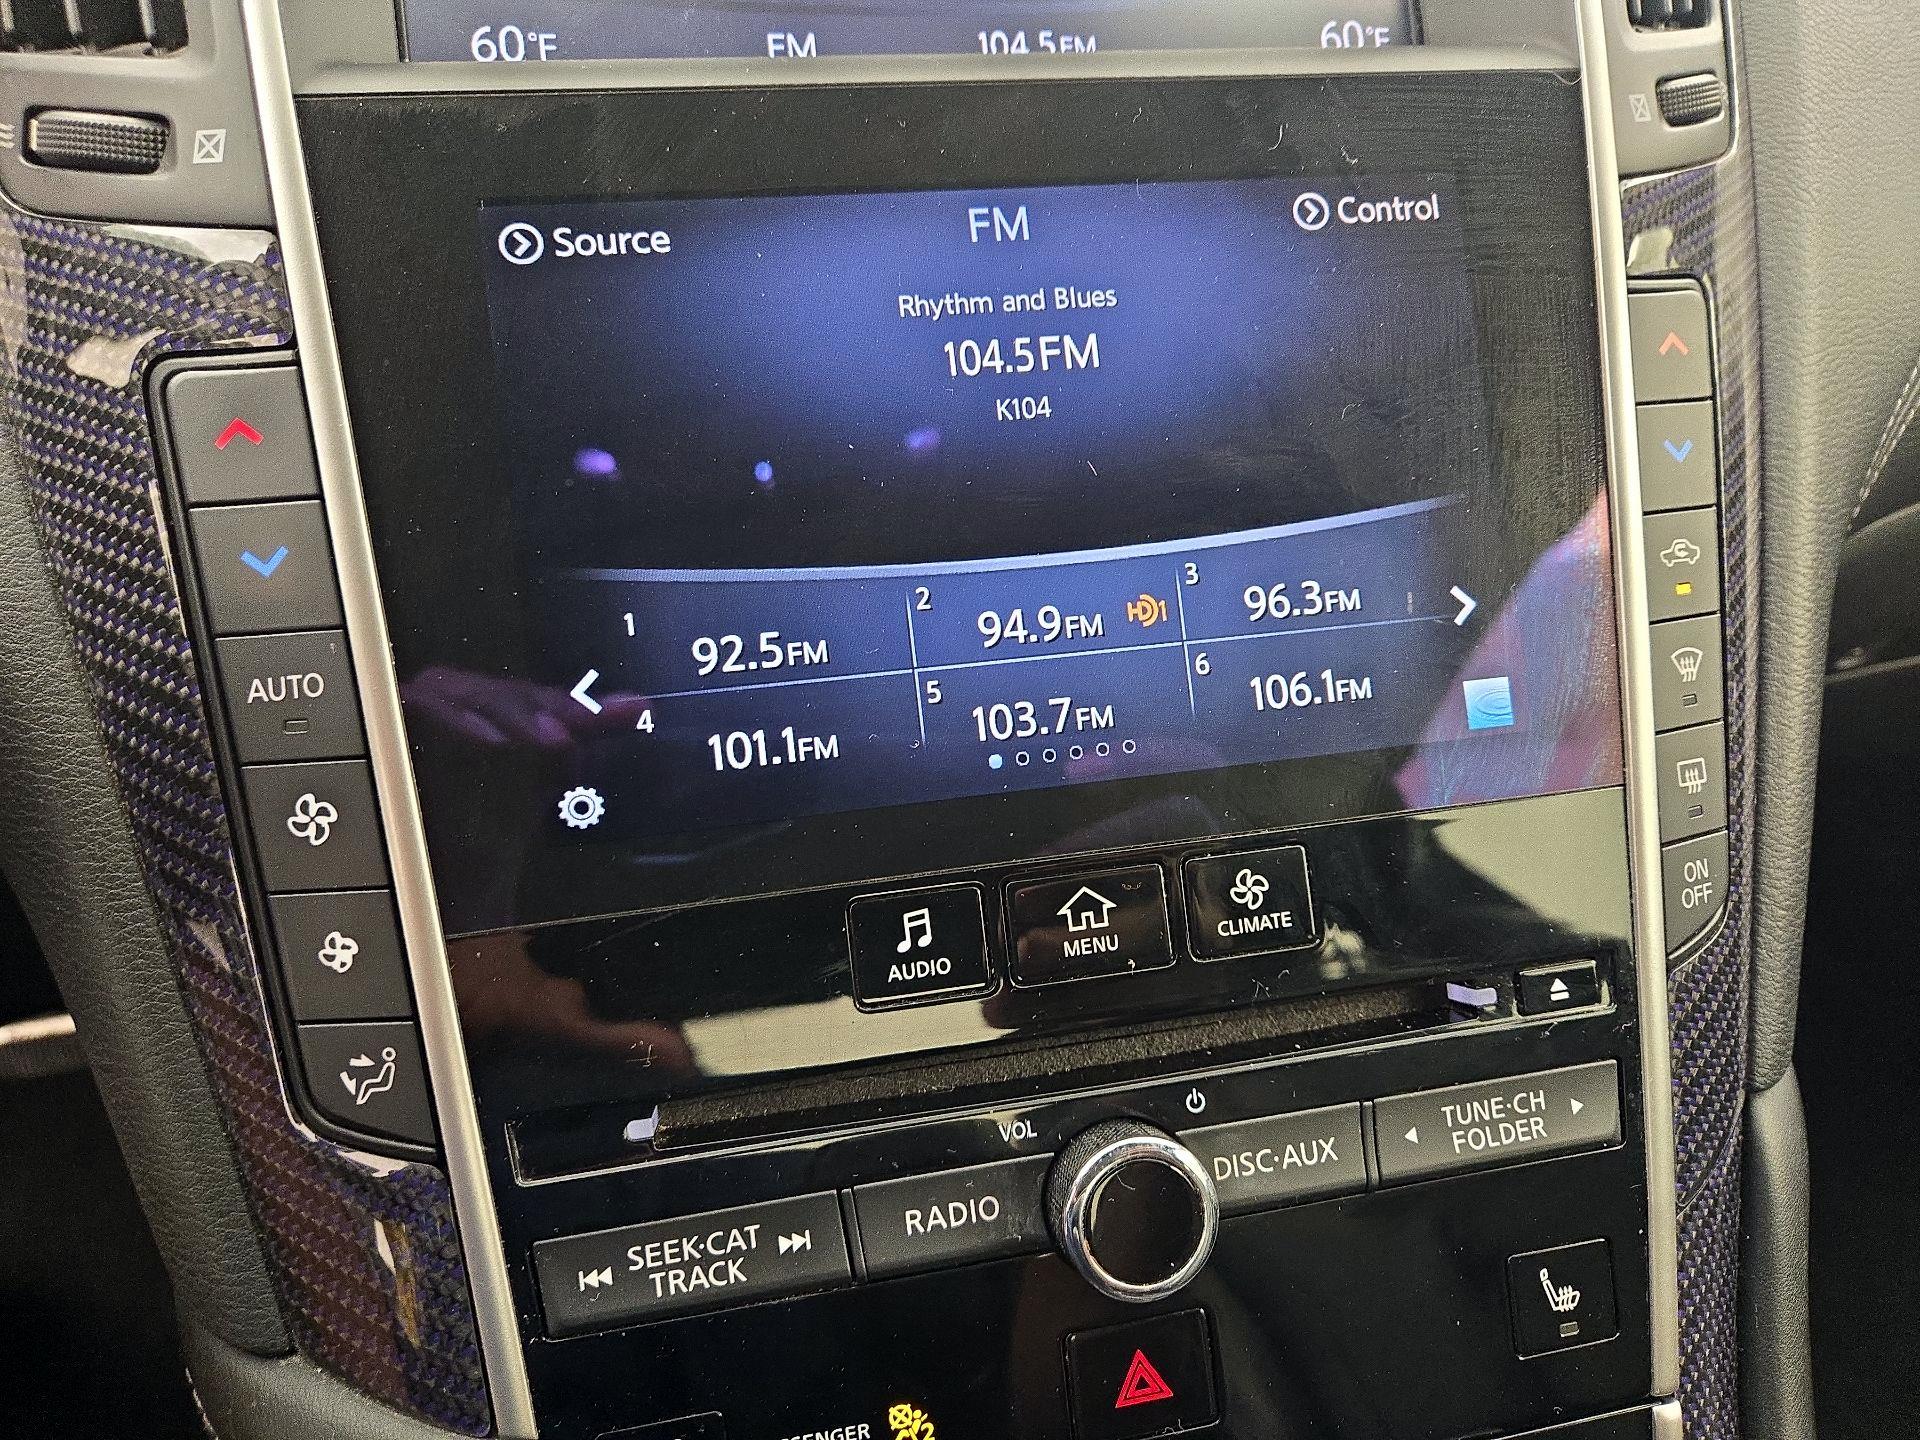 60°F FM 104.5FM 60°F
Source FM Control
Rhythm and Blues
104.5FM
K104
1 92.5FM 2 94.9FM HD1 3 96.3FM
4 101.1FM 5 103.7FM 6 106.1FM
AUTO
ON
OFF
AUDIO MENU CLIMATE
VOL
SEEK·CAT
TRACK
RADIO
DISC·AUX
TUNE·CH
FOLDER
2